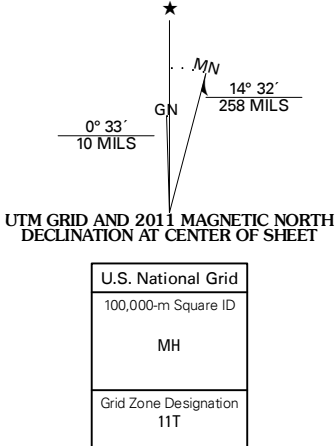 ★
MN
GN
0° 33´
10 MILS
14° 32´
258 MILS
UTM GRID AND 2011 MAGNETIC NORTH
DECLINATION AT CENTER OF SHEET
U.S. National Grid
100,000-m Square ID
MH
Grid Zone Designation
11T